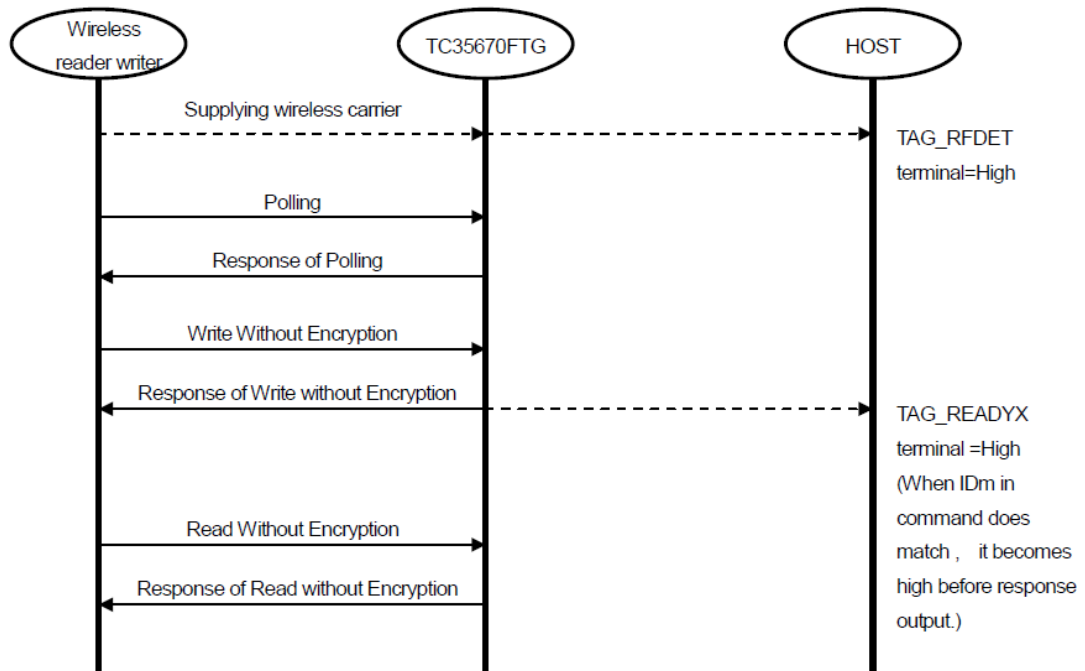 Wireless
reader writer
TC35670FTG
HOST
Supplying wireless carrier
TAG_RFDET
terminal=High
Polling
Response of Polling
Write Without Encryption
Response of Write without Encryption
TAG_READYX
terminal =High
(When IDm in
command does
match , it becomes
high before response
output.)
Read Without Encryption
Response of Read without Encryption